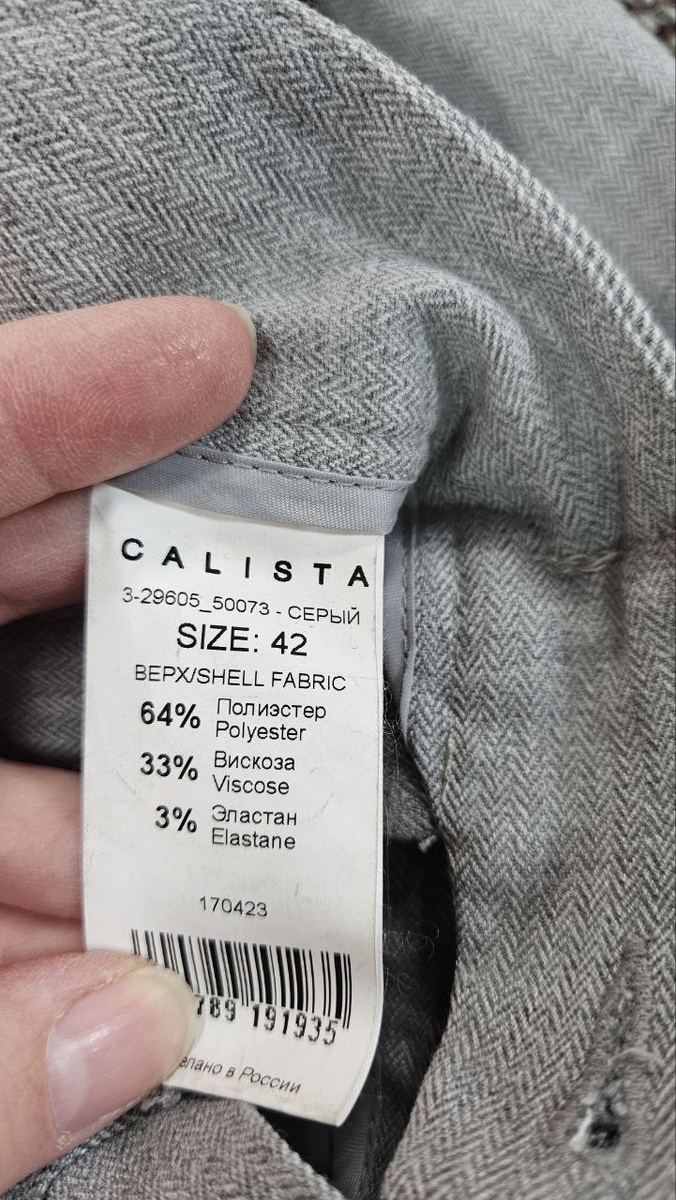 CALISTA
3-29605_50073 - СЕРЫЙ
SIZE: 42
ВЕРХ/SHELL FABRIC
64% Полиэстер
Polyester
33% Вискоза
Viscose
3% Эластан
Elastane
170423
789 191935
в России